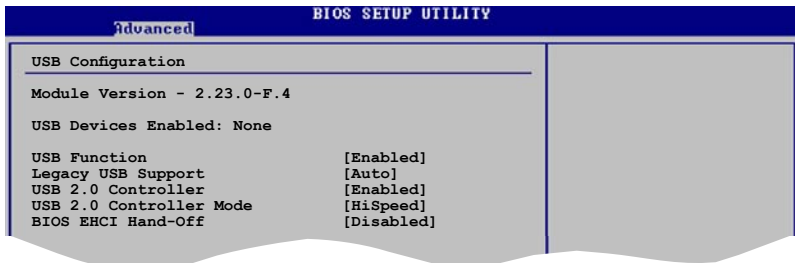 BIOS SETUP UTILITY
Advanced
USB Configuration
Module Version - 2.23.0-F.4
USB Devices Enabled: None
USB Function [Enabled]
Legacy USB Support [Auto]
USB 2.0 Controller [Enabled]
USB 2.0 Controller Mode [HiSpeed]
BIOS EHCI Hand-Off [Disabled]